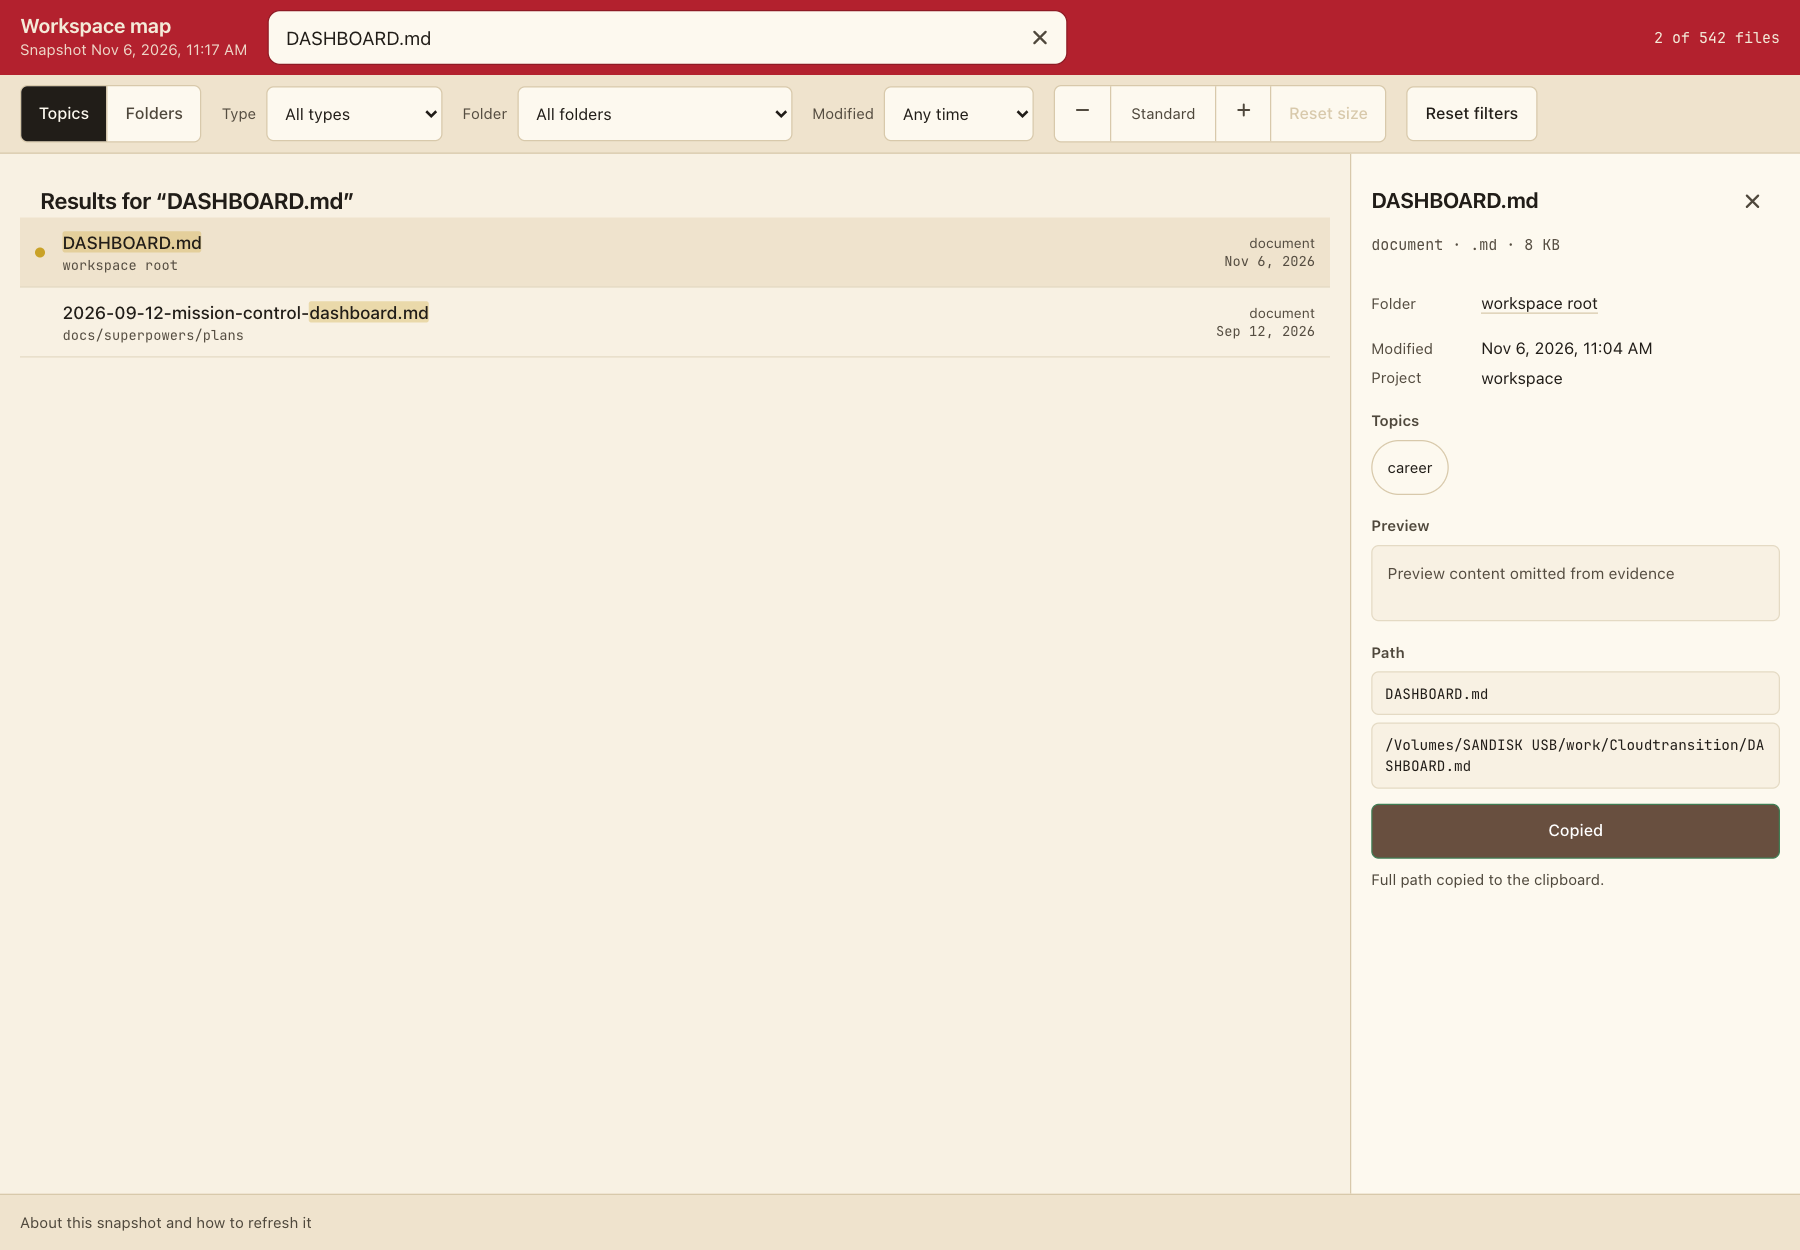 Workspace map
Snapshot Nov 6, 2026, 11:17 AM
DASHBOARD.md
2 of 542 files
Topics
Folders
Type
All types
Folder
All folders
Modified
Any time
−
Standard
+
Reset size
Reset filters
Results for “DASHBOARD.md”
DASHBOARD.md
workspace root
document
Nov 6, 2026
2026-09-12-mission-control-dashboard.md
docs/superpowers/plans
document
Sep 12, 2026
DASHBOARD.md
document · .md · 8 KB
Folder
workspace root
Modified
Nov 6, 2026, 11:04 AM
Project
workspace
Topics
career
Preview
Preview content omitted from evidence
Path
DASHBOARD.md
/Volumes/SANDISK USB/work/Cloudtransition/DA
SHBOARD.md
Copied
Full path copied to the clipboard.
About this snapshot and how to refresh it